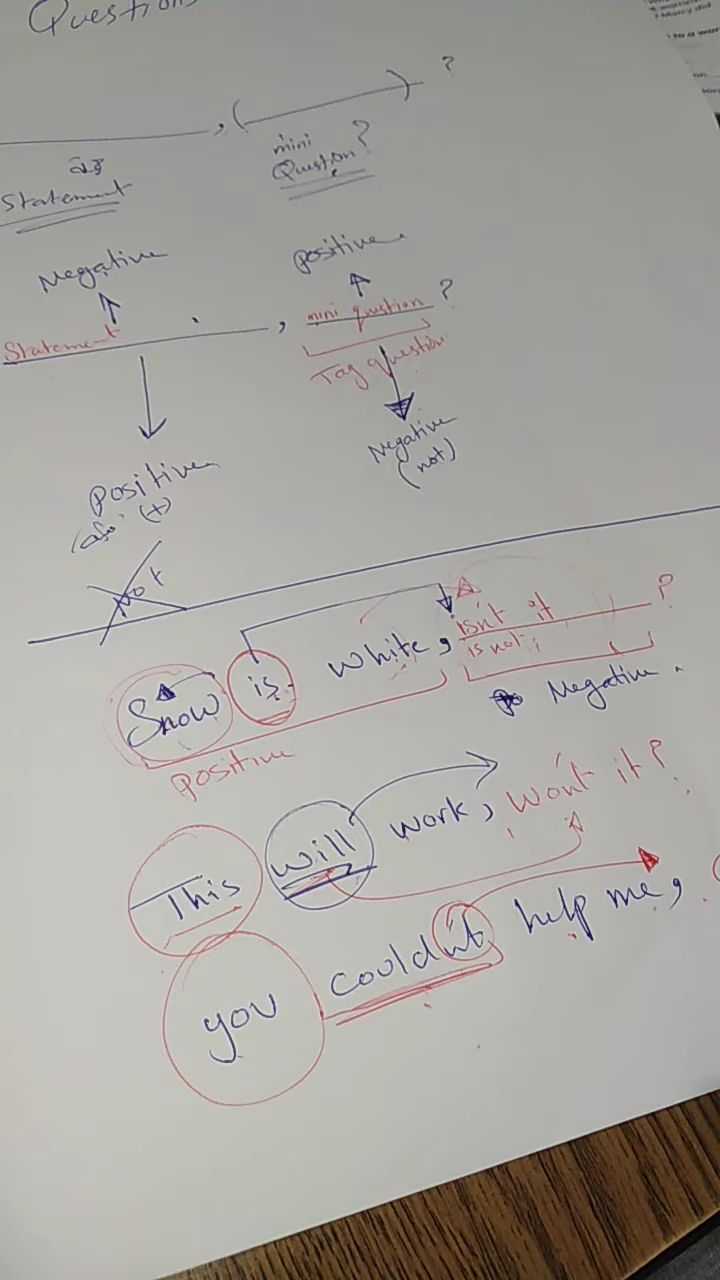 Questions
, ( ) ?
mini
Question?
Statement
Negative
positive
Statement , mini question ?
Tag question
Negative
(not)
positive
(+)
Not
Snow is white, isn't it ?
is not
positive
Negative.
This will work, won't it?
you couldn't help me,